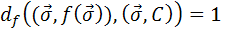 d_f((σ⃗, f(σ⃗)), (σ⃗, C)) = 1